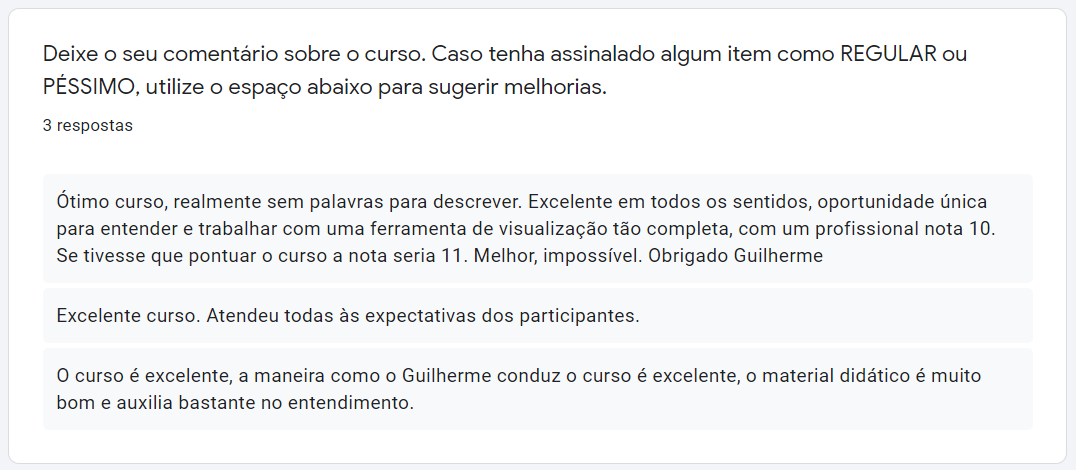 Deixe o seu comentário sobre o curso. Caso tenha assinalado algum item como REGULAR ou
PÉSSIMO, utilize o espaço abaixo para sugerir melhorias.
3 respostas
Ótimo curso, realmente sem palavras para descrever. Excelente em todos os sentidos, oportunidade única
para entender e trabalhar com uma ferramenta de visualização tão completa, com um profissional nota 10.
Se tivesse que pontuar o curso a nota seria 11. Melhor, impossível. Obrigado Guilherme
Excelente curso. Atendeu todas às expectativas dos participantes.
O curso é excelente, a maneira como o Guilherme conduz o curso é excelente, o material didático é muito
bom e auxilia bastante no entendimento.